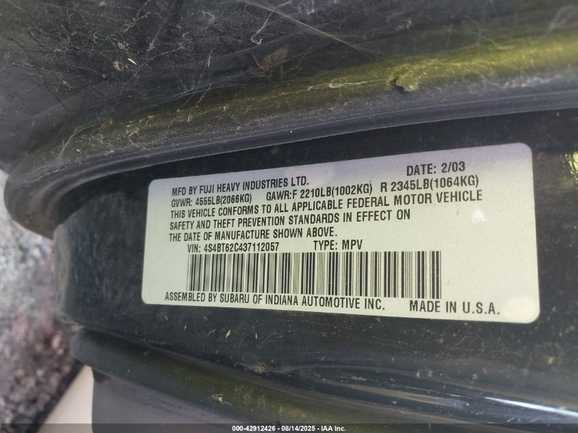 MFD BY FUJI HEAVY INDUSTRIES LTD. DATE: 2/03
GVWR: 4555LB(2066KG) GAWR:F 2210LB(1002KG) R 2345LB(1064KG)
THIS VEHICLE CONFORMS TO ALL APPLICABLE FEDERAL MOTOR VEHICLE
SAFETY AND THEFT PREVENTION STANDARDS IN EFFECT ON
THE DATE OF MANUFACTURE SHOWN ABOVE.
VIN: 4S4BT62C437112057 TYPE: MPV
ASSEMBLED BY SUBARU OF INDIANA AUTOMOTIVE INC. MADE IN U.S.A.
000-42912426 - 08/14/2025 - IAA Inc.